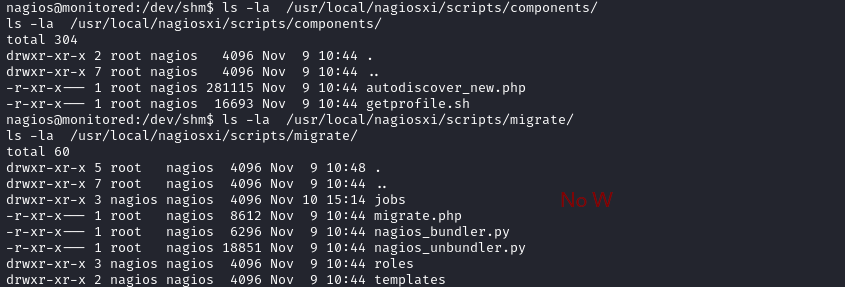 nagios@monitored:/dev/shm$ ls -la  /usr/local/nagiosxi/scripts/components/
ls -la  /usr/local/nagiosxi/scripts/components/
total 304
drwxr-xr-x 2 root nagios   4096 Nov  9 10:44 .
drwxr-xr-x 7 root nagios   4096 Nov  9 10:44 ..
-r-xr-x--- 1 root nagios 281115 Nov  9 10:44 autodiscover_new.php
-r-xr-x--- 1 root nagios  16693 Nov  9 10:44 getprofile.sh
nagios@monitored:/dev/shm$ ls -la  /usr/local/nagiosxi/scripts/migrate/
ls -la  /usr/local/nagiosxi/scripts/migrate/
total 60
drwxr-xr-x 5 root   nagios  4096 Nov  9 10:48 .
drwxr-xr-x 7 root   nagios  4096 Nov  9 10:44 ..
drwxr-xr-x 3 nagios nagios  4096 Nov 10 15:14 jobs No W
-r-xr-x--- 1 root   nagios  8612 Nov  9 10:44 migrate.php
-r-xr-x--- 1 root   nagios  6296 Nov  9 10:44 nagios_bundler.py
-r-xr-x--- 1 root   nagios 18851 Nov  9 10:44 nagios_unbundler.py
drwxr-xr-x 3 nagios nagios  4096 Nov  9 10:44 roles
drwxr-xr-x 2 nagios nagios  4096 Nov  9 10:44 templates